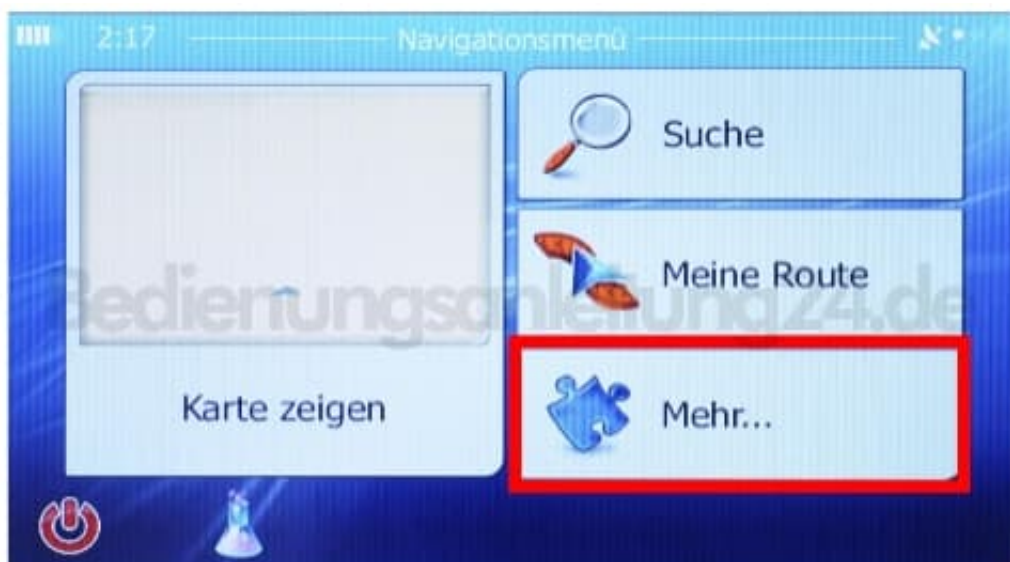 2:17 Navigationsmenü
Suche
Meine Route
Bedienungsanleitung24.de
Karte zeigen
Mehr...